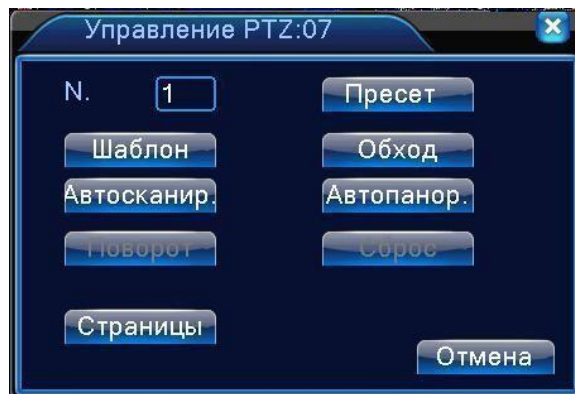 Управление PTZ:07
N. 1 Пресет
Шаблон Обход
Автосканир. Автопанор.
Поворот Сброс
Страницы
Отмена